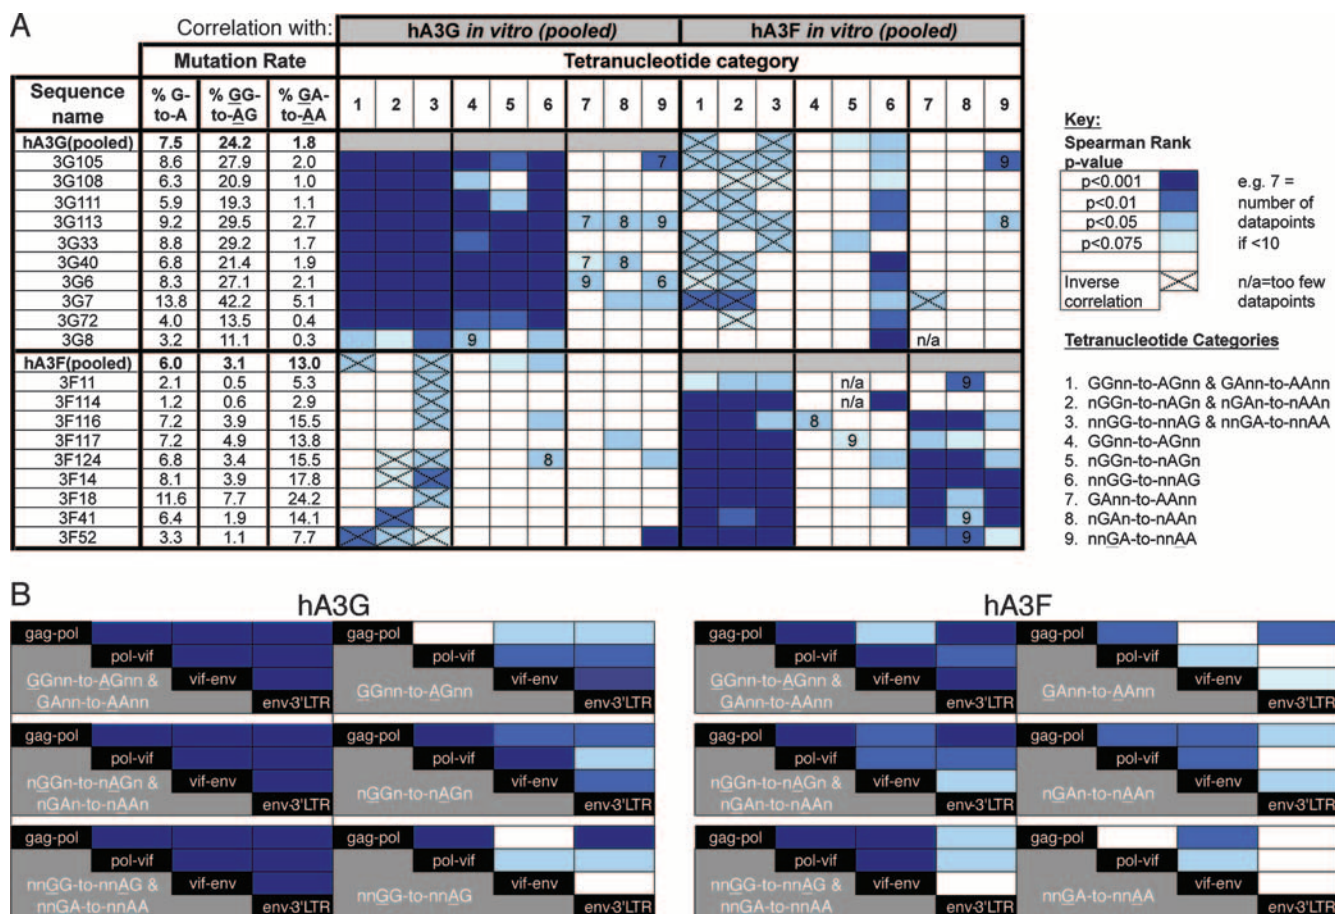 A
Correlation with: hA3G in vitro (pooled) hA3F in vitro (pooled)
Mutation Rate Tetranucleotide category
Sequence name % G-to-A % GG-to-AG % GA-to-AA 1 2 3 4 5 6 7 8 9 1 2 3 4 5 6 7 8 9
hA3G(pooled) 7.5 24.2 1.8
3G105 8.6 27.9 2.0 7 9
3G108 6.3 20.9 1.0
3G111 5.9 19.3 1.1
3G113 9.2 29.5 2.7 7 8 9 8
3G33 8.8 29.2 1.7
3G40 6.8 21.4 1.9 7 8
3G6 8.3 27.1 2.1 9 6
3G7 13.8 42.2 5.1
3G72 4.0 13.5 0.4
3G8 3.2 11.1 0.3 9 n/a
hA3F(pooled) 6.0 3.1 13.0
3F11 2.1 0.5 5.3 n/a 9
3F114 1.2 0.6 2.9 n/a
3F116 7.2 3.9 15.5 8
3F117 7.2 4.9 13.8 9
3F124 6.8 3.4 15.5 8
3F14 8.1 3.9 17.8
3F18 11.6 7.7 24.2
3F41 6.4 1.9 14.1 9
3F52 3.3 1.1 7.7 9
Key:
Spearman Rank
p-value
p<0.001 e.g. 7 =
p<0.01 number of
p<0.05 datapoints
p<0.075 if <10
Inverse n/a=too few
correlation datapoints
Tetranucleotide Categories
1. GGnn-to-AGnn & GAnn-to-AAnn
2. nGGn-to-nAGn & nGAn-to-nAAn
3. nnGG-to-nnAG & nnGA-to-nnAA
4. GGnn-to-AGnn
5. nGGn-to-nAGn
6. nnGG-to-nnAG
7. GAnn-to-AAnn
8. nGAn-to-nAAn
9. nnGA-to-nnAA
B
hA3G hA3F
gag-pol gag-pol gag-pol gag-pol
pol-vif pol-vif pol-vif pol-vif
GGnn-to-AGnn & vif-env GGnn-to-AGnn vif-env GGnn-to-AGnn & vif-env GAnn-to-AAnn vif-env
GAnn-to-AAnn env-3'LTR env-3'LTR GAnn-to-AAnn env-3'LTR env-3'LTR
gag-pol gag-pol gag-pol gag-pol
pol-vif pol-vif pol-vif pol-vif
nGGn-to-nAGn & vif-env nGGn-to-nAGn vif-env nGGn-to-nAGn & vif-env nGAn-to-nAAn vif-env
nGAn-to-nAAn env-3'LTR env-3'LTR nGAn-to-nAAn env-3'LTR env-3'LTR
gag-pol gag-pol gag-pol gag-pol
pol-vif pol-vif pol-vif pol-vif
nnGG-to-nnAG & vif-env nnGG-to-nnAG vif-env nnGG-to-nnAG & vif-env nnGA-to-nnAA vif-env
nnGA-to-nnAA env-3'LTR env-3'LTR nnGA-to-nnAA env-3'LTR env-3'LTR